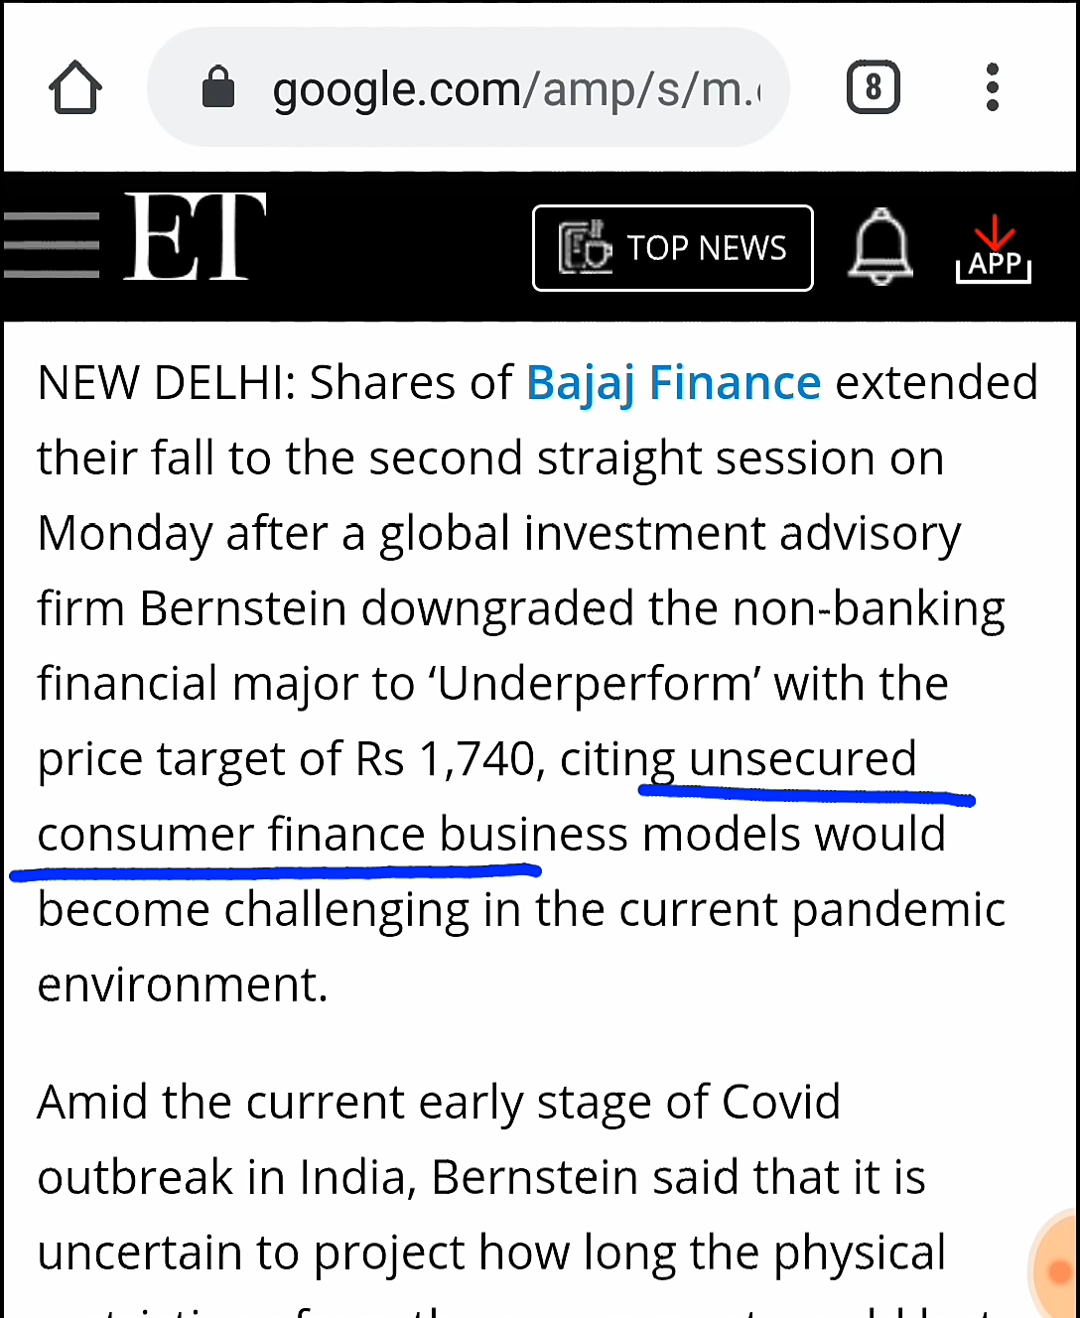 google.com/amp/s/m.
8
ET
TOP NEWS
APP
NEW DELHI: Shares of Bajaj Finance extended
their fall to the second straight session on
Monday after a global investment advisory
firm Bernstein downgraded the non-banking
financial major to ‘Underperform’ with the
price target of Rs 1,740, citing unsecured
consumer finance business models would
become challenging in the current pandemic
environment.
Amid the current early stage of Covid
outbreak in India, Bernstein said that it is
uncertain to project how long the physical